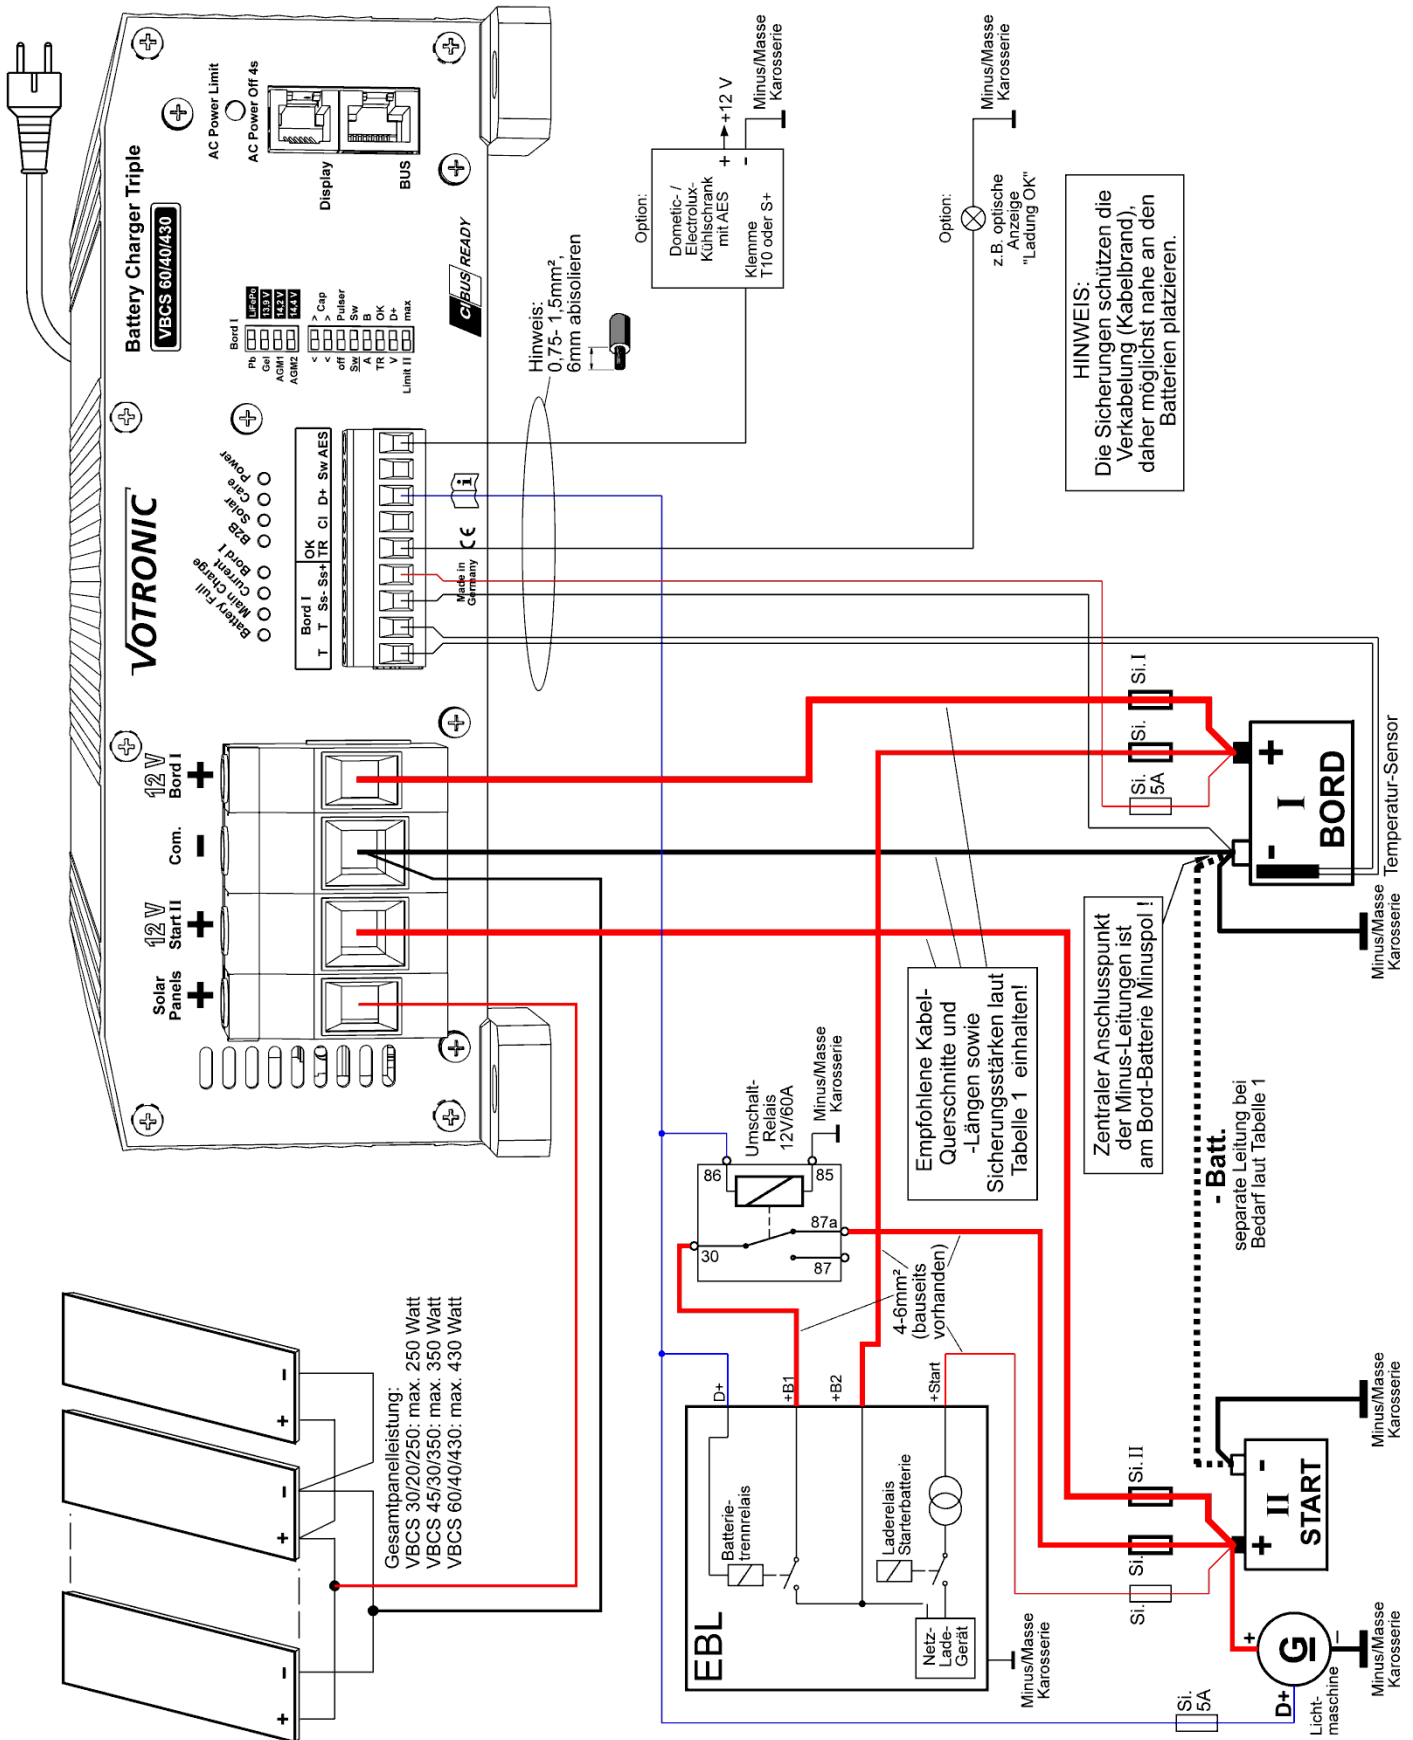 Battery Charger Triple
VBCS 60/40/430
VOTRONIC
AC Power Limit
AC Power Off 4s
Display
BUS
CI BUS READY
Bord I
Pb LiFePo
Gel 13,9 V
AGM1 14,2 V
AGM2 14,4 V
< > Cap
< >
off Pulser
Sw Sw
A B
TR OK
V D+
Limit II max
Power
Care
Solar
B2B
Bord I
Current
Main Charge
Battery Full
Bord I OK
T T Ss- Ss+ TR CI D+ Sw AES
Made in
Germany
CE
i
12 V
Bord I
+
Com.
-
12 V
Start II
+
Solar
Panels
+
Hinweis:
0,75- 1,5mm²,
6mm abisolieren
Option:
Dometic- /
Electrolux-
Kühlschrank
mit AES
Klemme
T10 oder S+
+
-
+12 V
Minus/Masse
Karosserie
Option:
z.B. optische
Anzeige
"Ladung OK"
Minus/Masse
Karosserie
HINWEIS:
Die Sicherungen schützen die
Verkabelung (Kabelbrand),
daher möglichst nahe an den
Batterien platzieren.
Gesamtpanelleistung:
VBCS 30/20/250: max. 250 Watt
VBCS 45/30/350: max. 350 Watt
VBCS 60/40/430: max. 430 Watt
+ -
+ -
+ -
Umschalt-
Relais
12V/60A
Minus/Masse
Karosserie
86
85
30
87a
87
4-6mm²
(bauseits
vorhanden)
Empfohlene Kabel-
Querschnitte und
-Längen sowie
Sicherungsstärken laut
Tabelle 1 einhalten!
Zentraler Anschlusspunkt
der Minus-Leitungen ist
am Bord-Batterie Minuspol !
- Batt.
separate Leitung bei
Bedarf laut Tabelle 1
EBL
D+
+B1
+B2
+Start
Batterie-
trennrelais
Laderelais
Starterbatterie
Netz-
Lade-
Gerät
Minus/Masse
Karosserie
Si. I
Si.
Si.
5A
+
-
I
BORD
Temperatur-Sensor
Minus/Masse
Karosserie
Si. II
Si.
Si.
+
-
II
START
Minus/Masse
Karosserie
Si.
5A
D+
+
-
G
Licht-
maschine
Minus/Masse
Karosserie